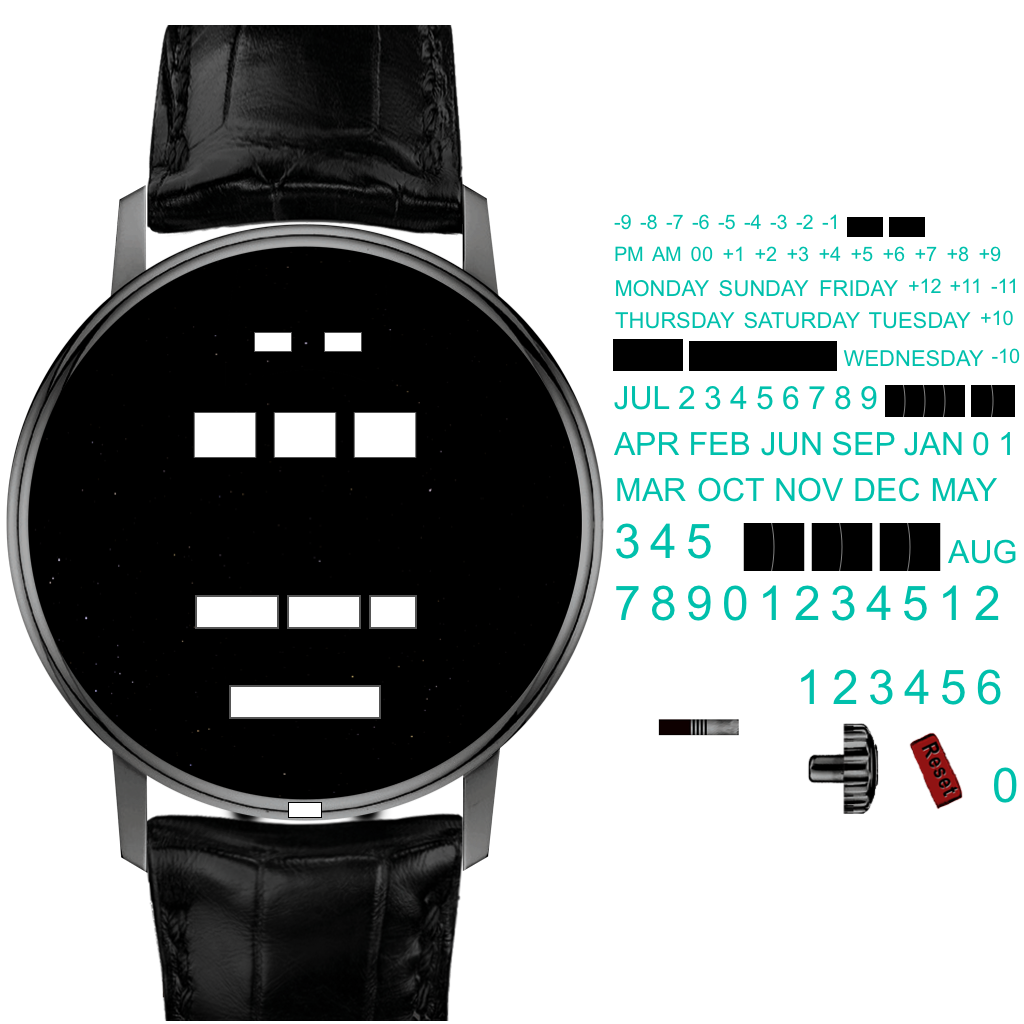 -9 -8 -7 -6 -5 -4 -3 -2 -1
PM AM 00 +1 +2 +3 +4 +5 +6 +7 +8 +9
MONDAY SUNDAY FRIDAY +12 +11 -11
THURSDAY SATURDAY TUESDAY +10
WEDNESDAY -10
JUL 2 3 4 5 6 7 8 9
APR FEB JUN SEP JAN 0 1
MAR OCT NOV DEC MAY
3 4 5 AUG
7 8 9 0 1 2 3 4 5 1 2
1 2 3 4 5 6
Reset
0